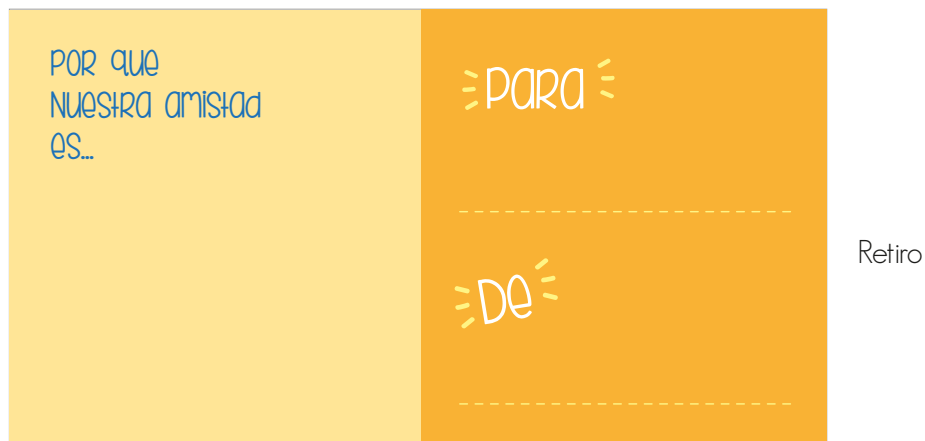 Por que
Nuestra amistad
es...
Para
De
Retiro